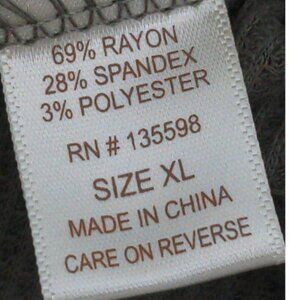 69% RAYON
28% SPANDEX
3% POLYESTER
RN # 135598
SIZE XL
MADE IN CHINA
CARE ON REVERSE